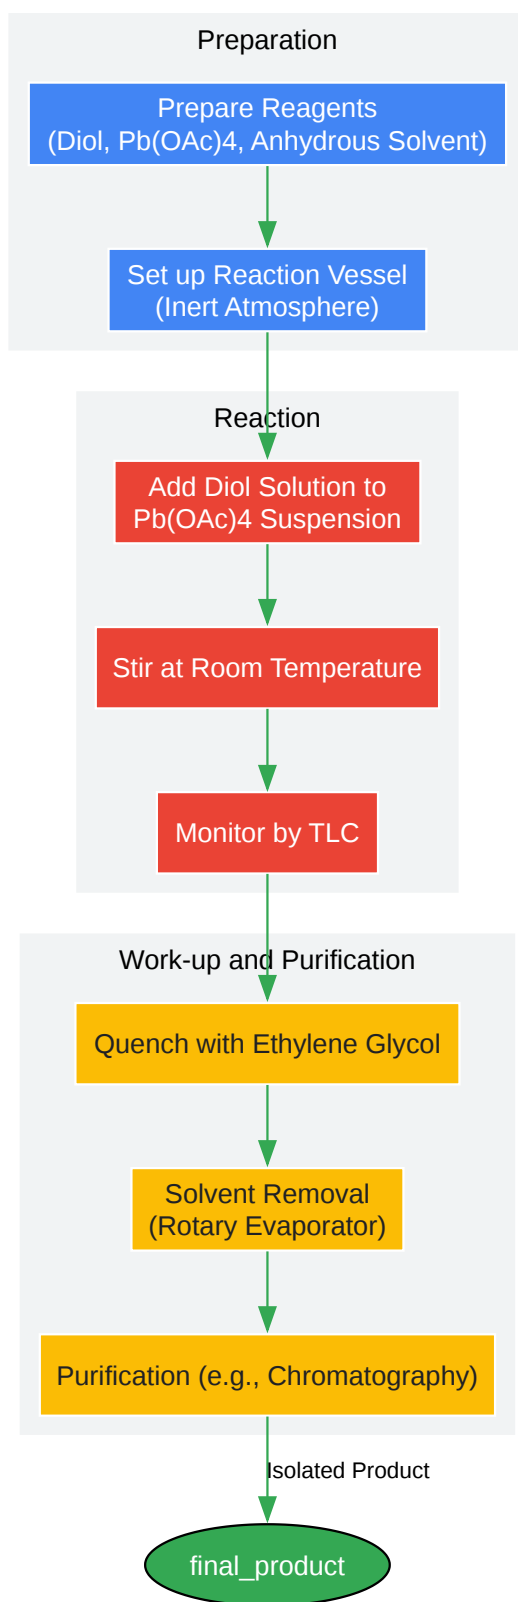 Preparation
Prepare Reagents
(Diol, Pb(OAc)4, Anhydrous Solvent)
Set up Reaction Vessel
(Inert Atmosphere)
Reaction
Add Diol Solution to
Pb(OAc)4 Suspension
Stir at Room Temperature
Monitor by TLC
Work-up and Purification
Quench with Ethylene Glycol
Solvent Removal
(Rotary Evaporator)
Purification (e.g., Chromatography)
Isolated Product
final_product